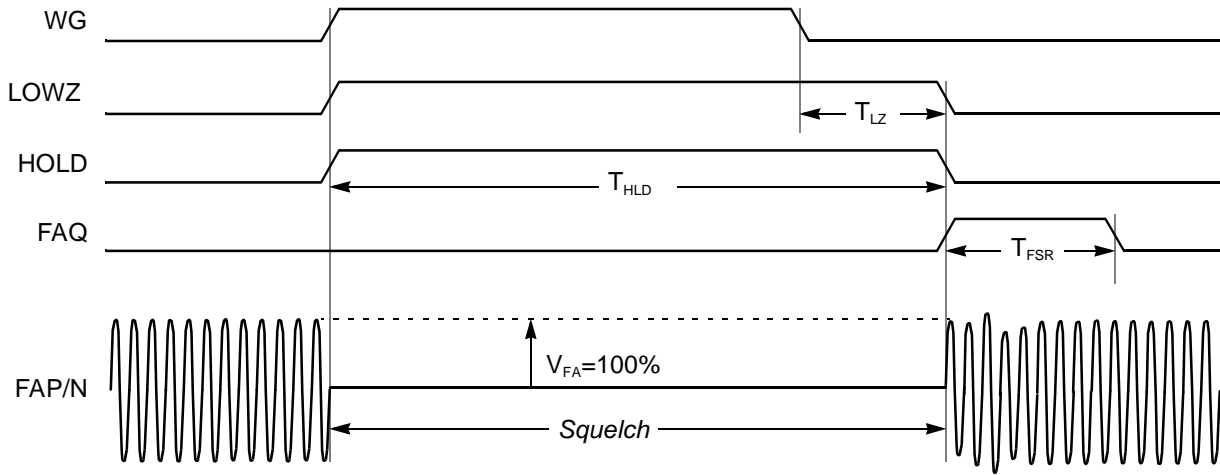 WG
LOWZ
T_LZ
HOLD
T_HLD
FAQ
T_FSR
V_FA=100%
FAP/N
Squelch